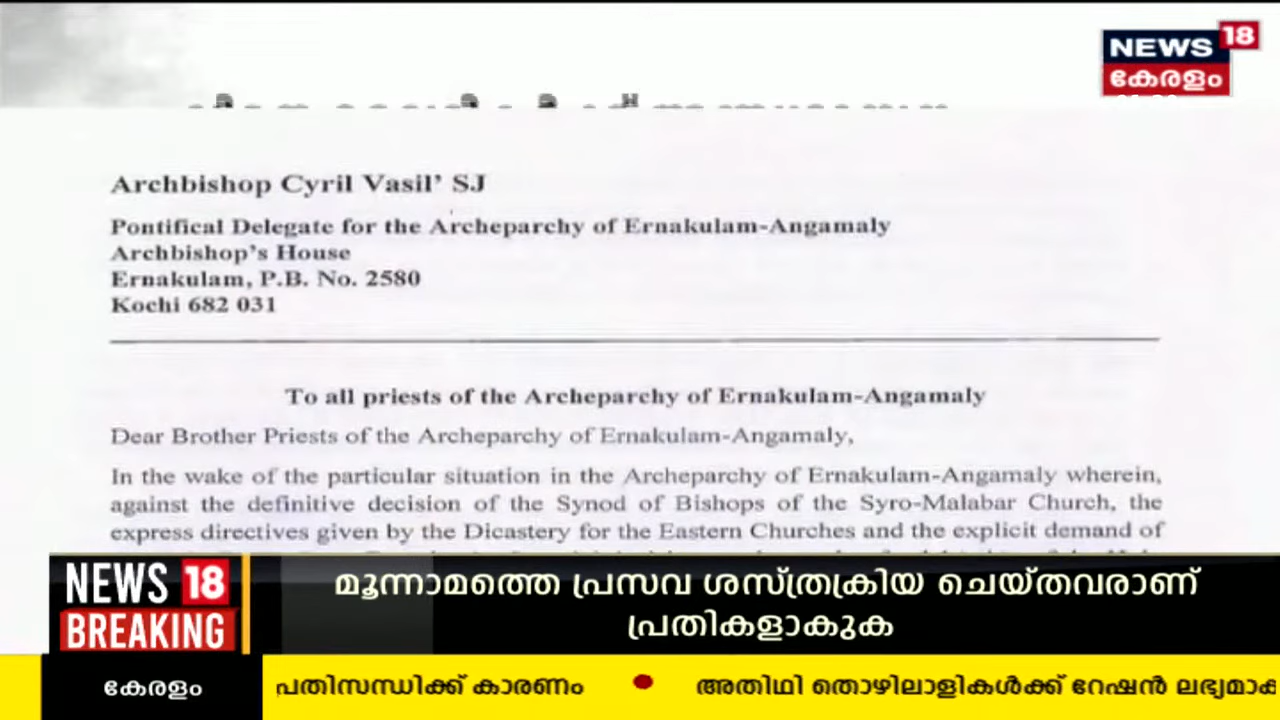 NEWS 18
കേരളം
Archbishop Cyril Vasil' SJ
Pontifical Delegate for the Archeparchy of Ernakulam-Angamaly
Archbishop's House
Ernakulam, P.B. No. 2580
Kochi 682 031
To all priests of the Archeparchy of Ernakulam-Angamaly
Dear Brother Priests of the Archeparchy of Ernakulam-Angamaly,
In the wake of the particular situation in the Archeparchy of Ernakulam-Angamaly wherein,
against the definitive decision of the Synod of Bishops of the Syro-Malabar Church, the
express directives given by the Dicastery for the Eastern Churches and the explicit demand of
NEWS 18
BREAKING
മൂന്നാമത്തെ പ്രസവ ശസ്ത്രക്രിയ ചെയ്തവരാണ്
പ്രതികളാകുക
കേരളം
പതിസന്ധിക്ക് കാരണം • അതിഥി തൊഴിലാളികൾക്ക് റേഷൻ